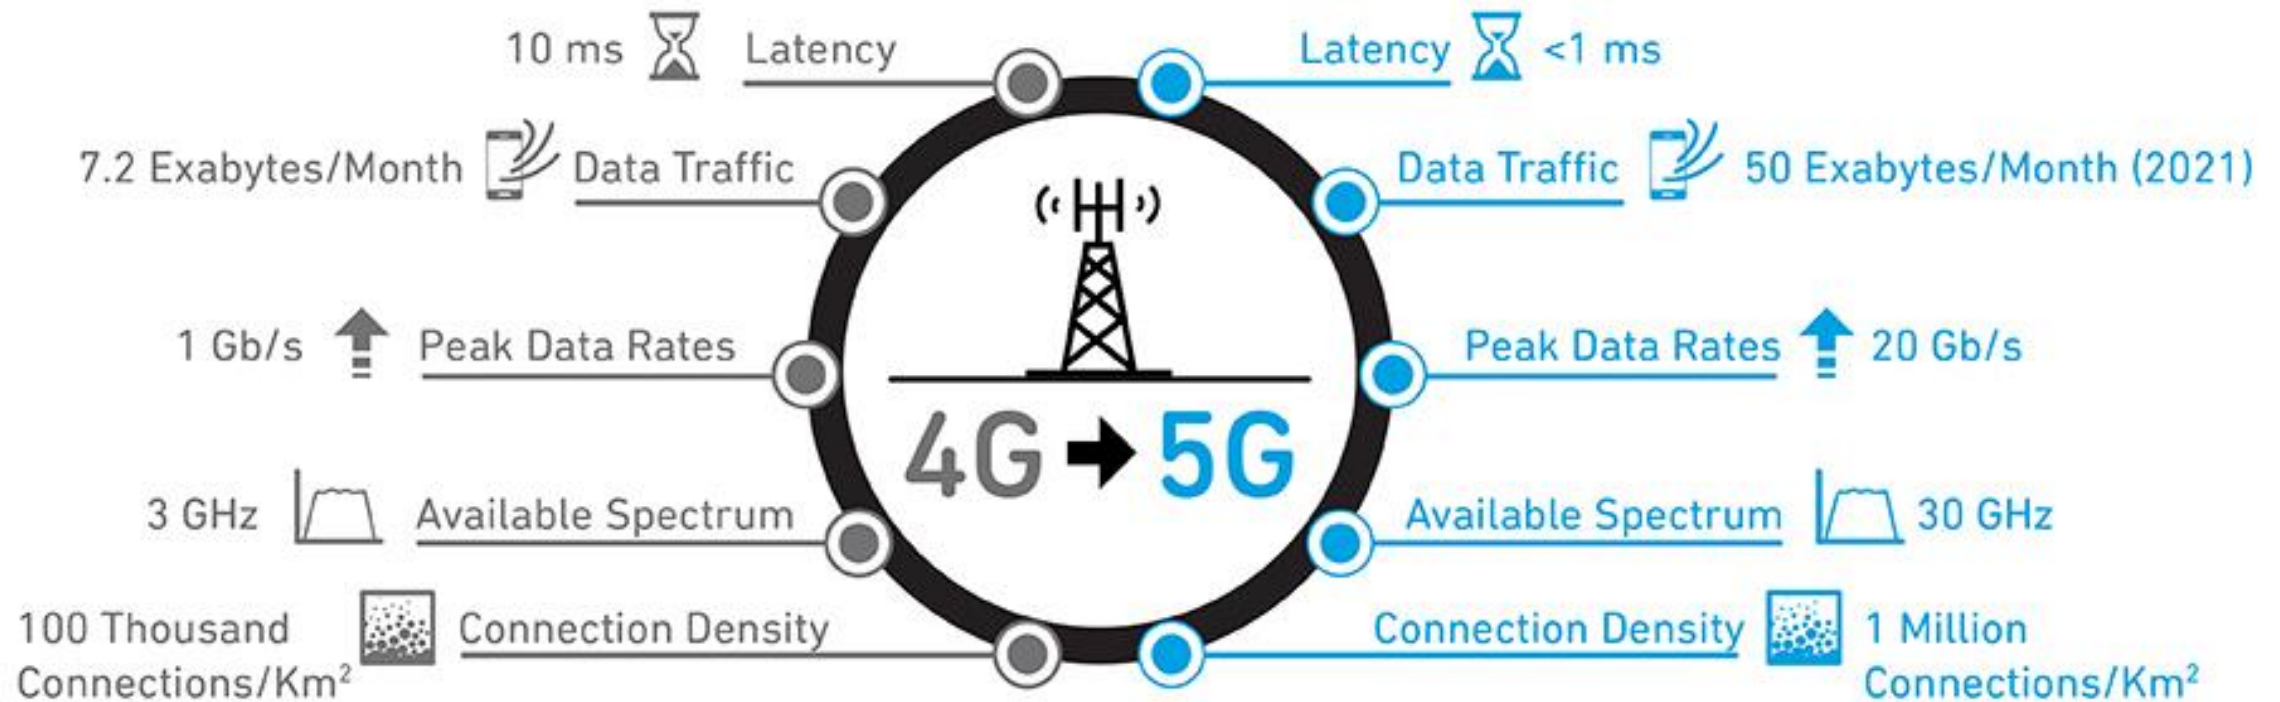 10 ms Latency
Latency <1 ms
7.2 Exabytes/Month Data Traffic
Data Traffic 50 Exabytes/Month (2021)
1 Gb/s Peak Data Rates
Peak Data Rates 20 Gb/s
4G 5G
3 GHz Available Spectrum
Available Spectrum 30 GHz
100 Thousand
Connections/Km²
Connection Density
Connection Density
1 Million
Connections/Km²